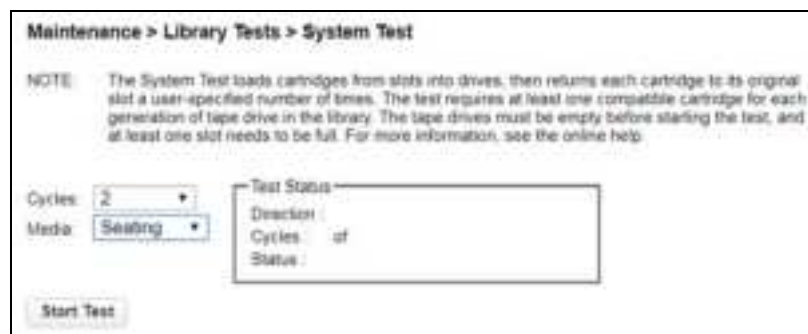 Maintenance > Library Tests > System Test
NOTE: The System Test loads cartridges from slots into drives, then returns each cartridge to its original
slot a user-specified number of times. The test requires at least one compatible cartridge for each
generation of tape drive in the library. The tape drives must be empty before starting the test, and
at least one slot needs to be full. For more information, see the online help.
Cycles: 2
Media: Seating
Test Status
Direction :
Cycles : of
Status :
Start Test